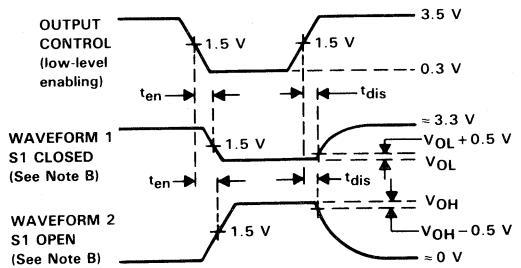 OUTPUT
CONTROL
(low-level
enabling)
1.5 V
1.5 V
3.5 V
0.3 V
ten
tdis
WAVEFORM 1
S1 CLOSED
(See Note B)
1.5 V
≈ 3.3 V
VOL + 0.5 V
VOL
ten
tdis
WAVEFORM 2
S1 OPEN
(See Note B)
1.5 V
VOH
VOH − 0.5 V
≈ 0 V